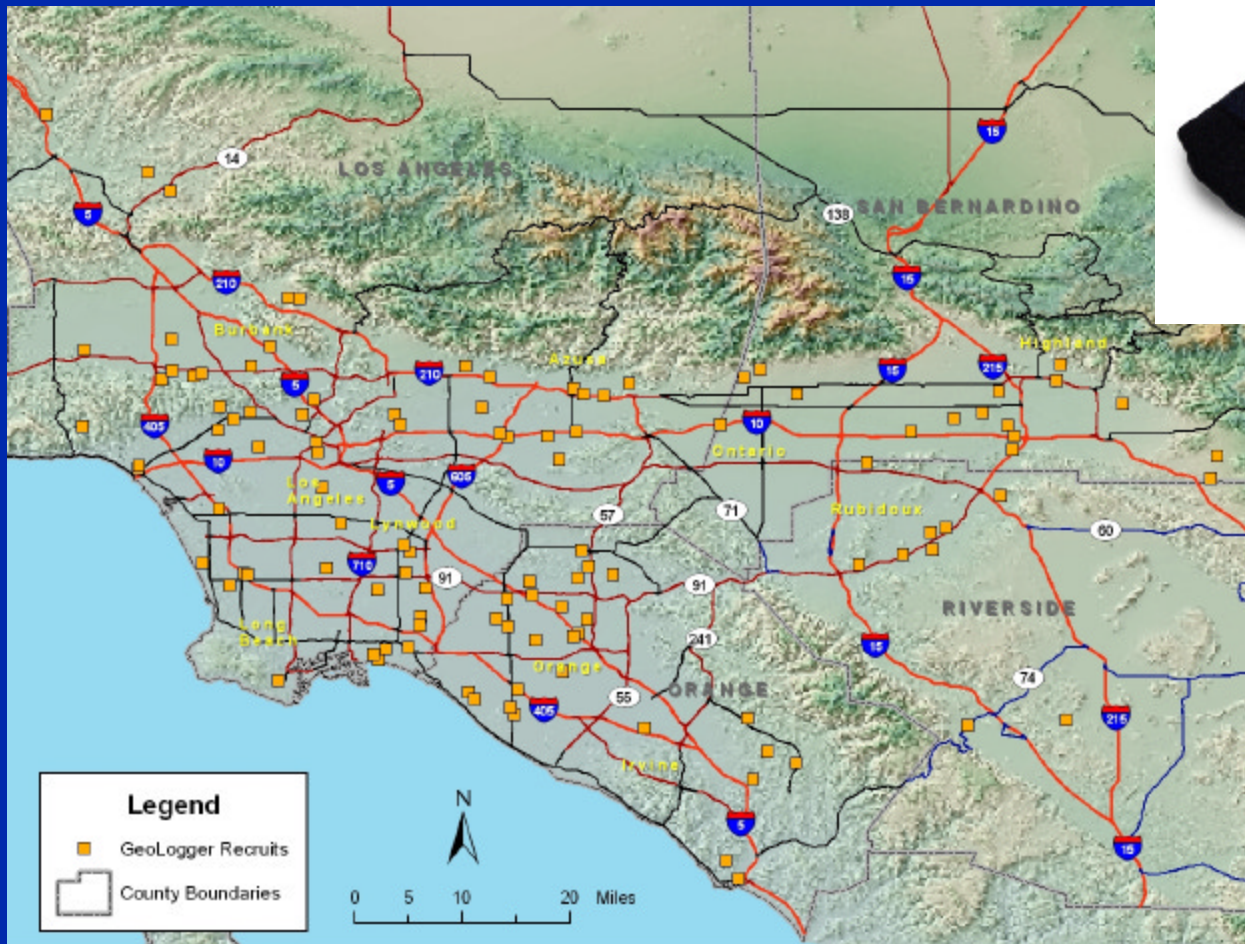 LOS ANGELES
SAN BERNARDINO
14
15
5
138
15
210
Burbank
Highland
Azusa
210
5
15
215
405
10
Ontario
10
605
5
Los
Angeles
Lynwood
57
71
Rubidoux
60
710
91
91
RIVERSIDE
Long
Beach
241
15
Orange
ORANGE
74
55
405
215
Irvine
5
15
Legend
GeoLogger Recruits
County Boundaries
N
0 5 10 20 Miles